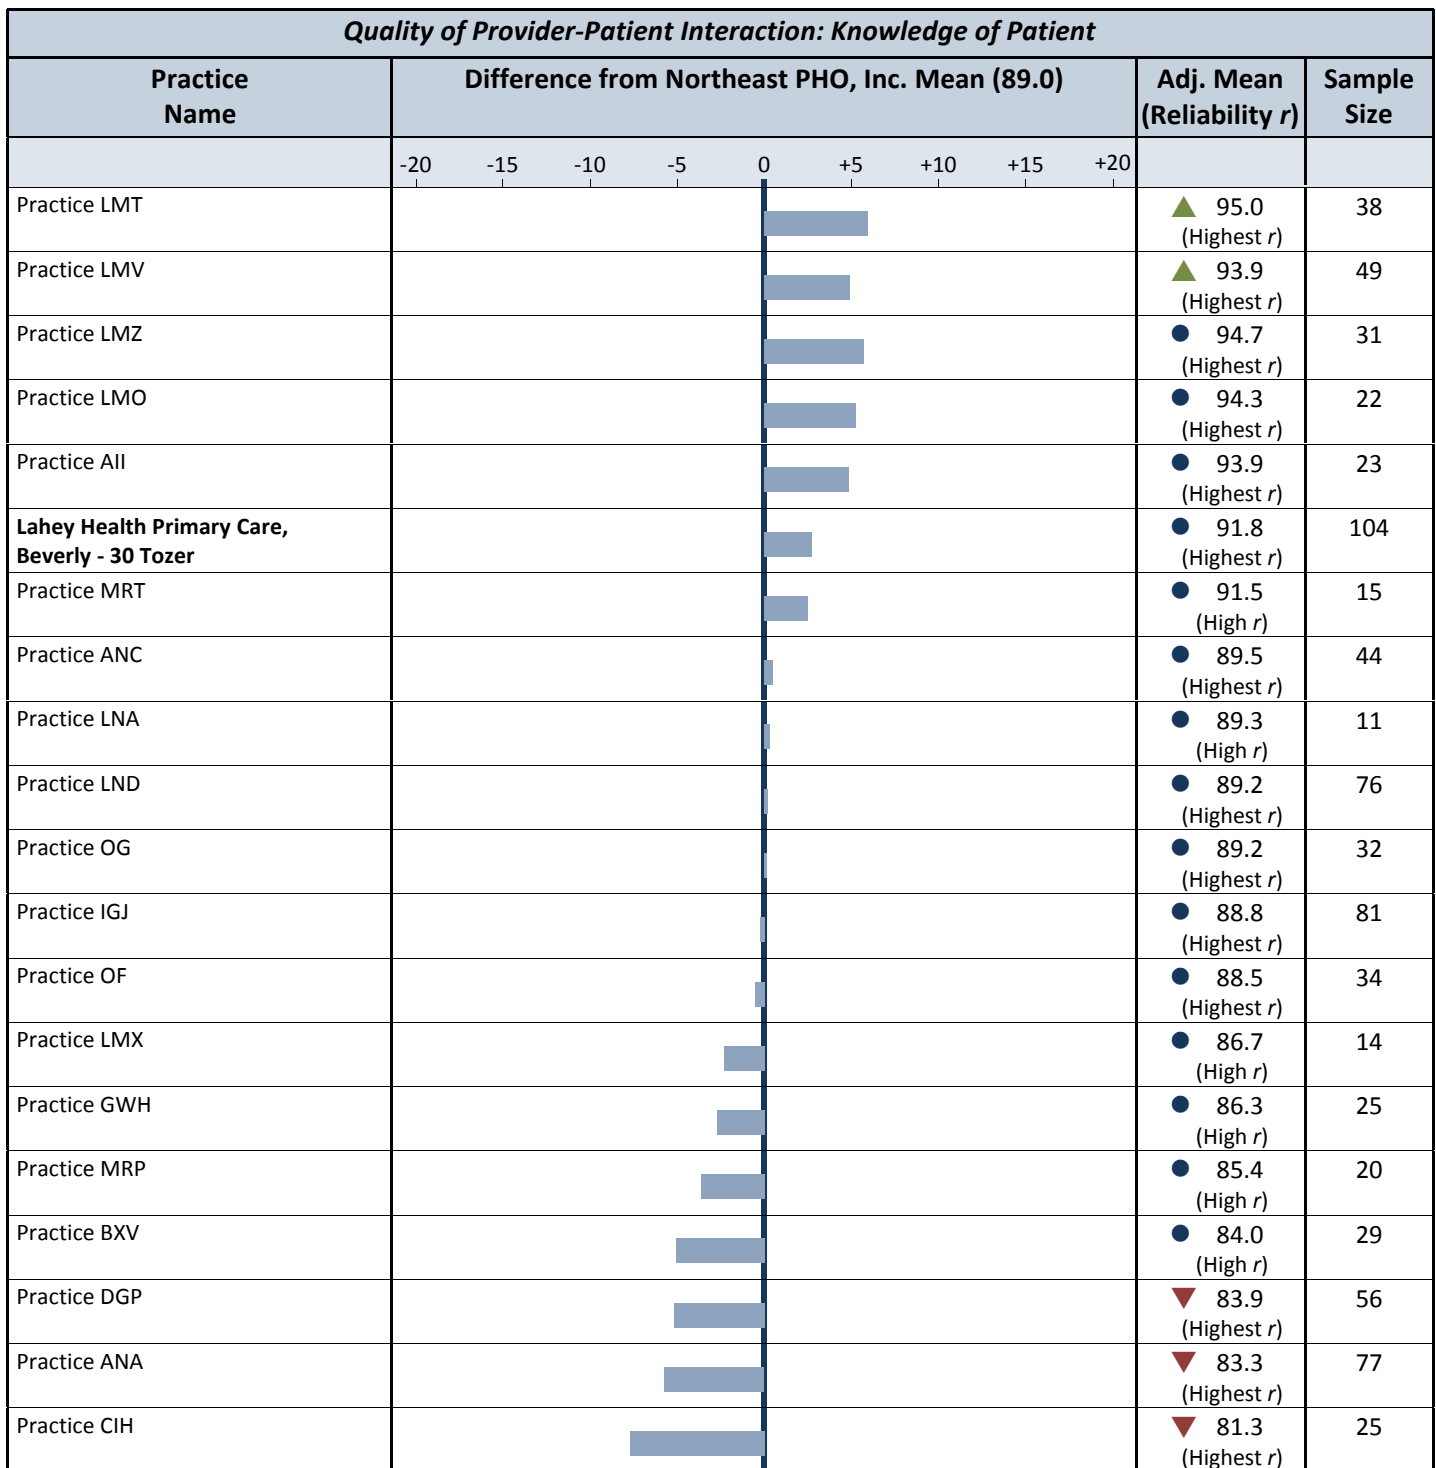 Quality of Provider-Patient Interaction: Knowledge of Patient
Practice Name
Difference from Northeast PHO, Inc. Mean (89.0)
Adj. Mean (Reliability r)
Sample Size
-20 -15 -10 -5 0 +5 +10 +15 +20
Practice LMT 95.0 38
(Highest r)
Practice LMV 93.9 49
(Highest r)
Practice LMZ 94.7 31
(Highest r)
Practice LMO 94.3 22
(Highest r)
Practice AII 93.9 23
(Highest r)
Lahey Health Primary Care, 91.8 104
Beverly - 30 Tozer (Highest r)
Practice MRT 91.5 15
(High r)
Practice ANC 89.5 44
(Highest r)
Practice LNA 89.3 11
(High r)
Practice LND 89.2 76
(Highest r)
Practice OG 89.2 32
(Highest r)
Practice IGJ 88.8 81
(Highest r)
Practice OF 88.5 34
(Highest r)
Practice LMX 86.7 14
(High r)
Practice GWH 86.3 25
(High r)
Practice MRP 85.4 20
(High r)
Practice BXV 84.0 29
(High r)
Practice DGP 83.9 56
(Highest r)
Practice ANA 83.3 77
(Highest r)
Practice CIH 81.3 25
(Highest r)